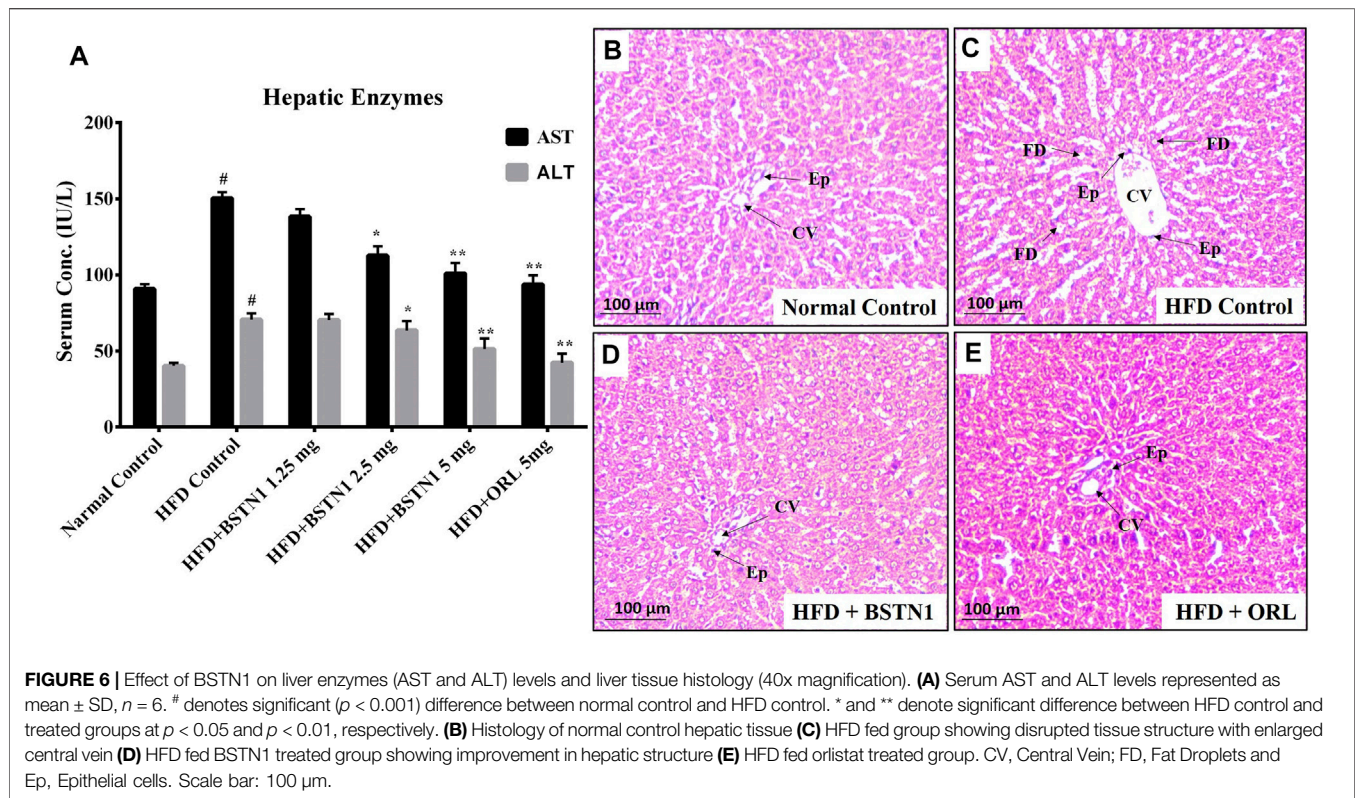 A
Hepatic Enzymes
200
150
100
50
0
Serum Conc. (IU/L)
AST
ALT
#
#
*
*
**
**
**
**
Narmal Control
HFD Control
HFD+BSTN1 1.25 mg
HFD+BSTN1 2.5 mg
HFD+BSTN1 5 mg
HFD+ORL 5mg
B
Ep
CV
100 µm
Normal Control
C
FD
FD
Ep
CV
FD
Ep
100 µm
HFD Control
D
CV
Ep
100 µm
HFD + BSTN1
E
Ep
CV
100 µm
HFD + ORL
FIGURE 6 | Effect of BSTN1 on liver enzymes (AST and ALT) levels and liver tissue histology (40x magnification). (A) Serum AST and ALT levels represented as
mean ± SD, n = 6. # denotes significant (p < 0.001) difference between normal control and HFD control. * and ** denote significant difference between HFD control and
treated groups at p < 0.05 and p < 0.01, respectively. (B) Histology of normal control hepatic tissue (C) HFD fed group showing disrupted tissue structure with enlarged
central vein (D) HFD fed BSTN1 treated group showing improvement in hepatic structure (E) HFD fed orlistat treated group. CV, Central Vein; FD, Fat Droplets and
Ep, Epithelial cells. Scale bar: 100 µm.